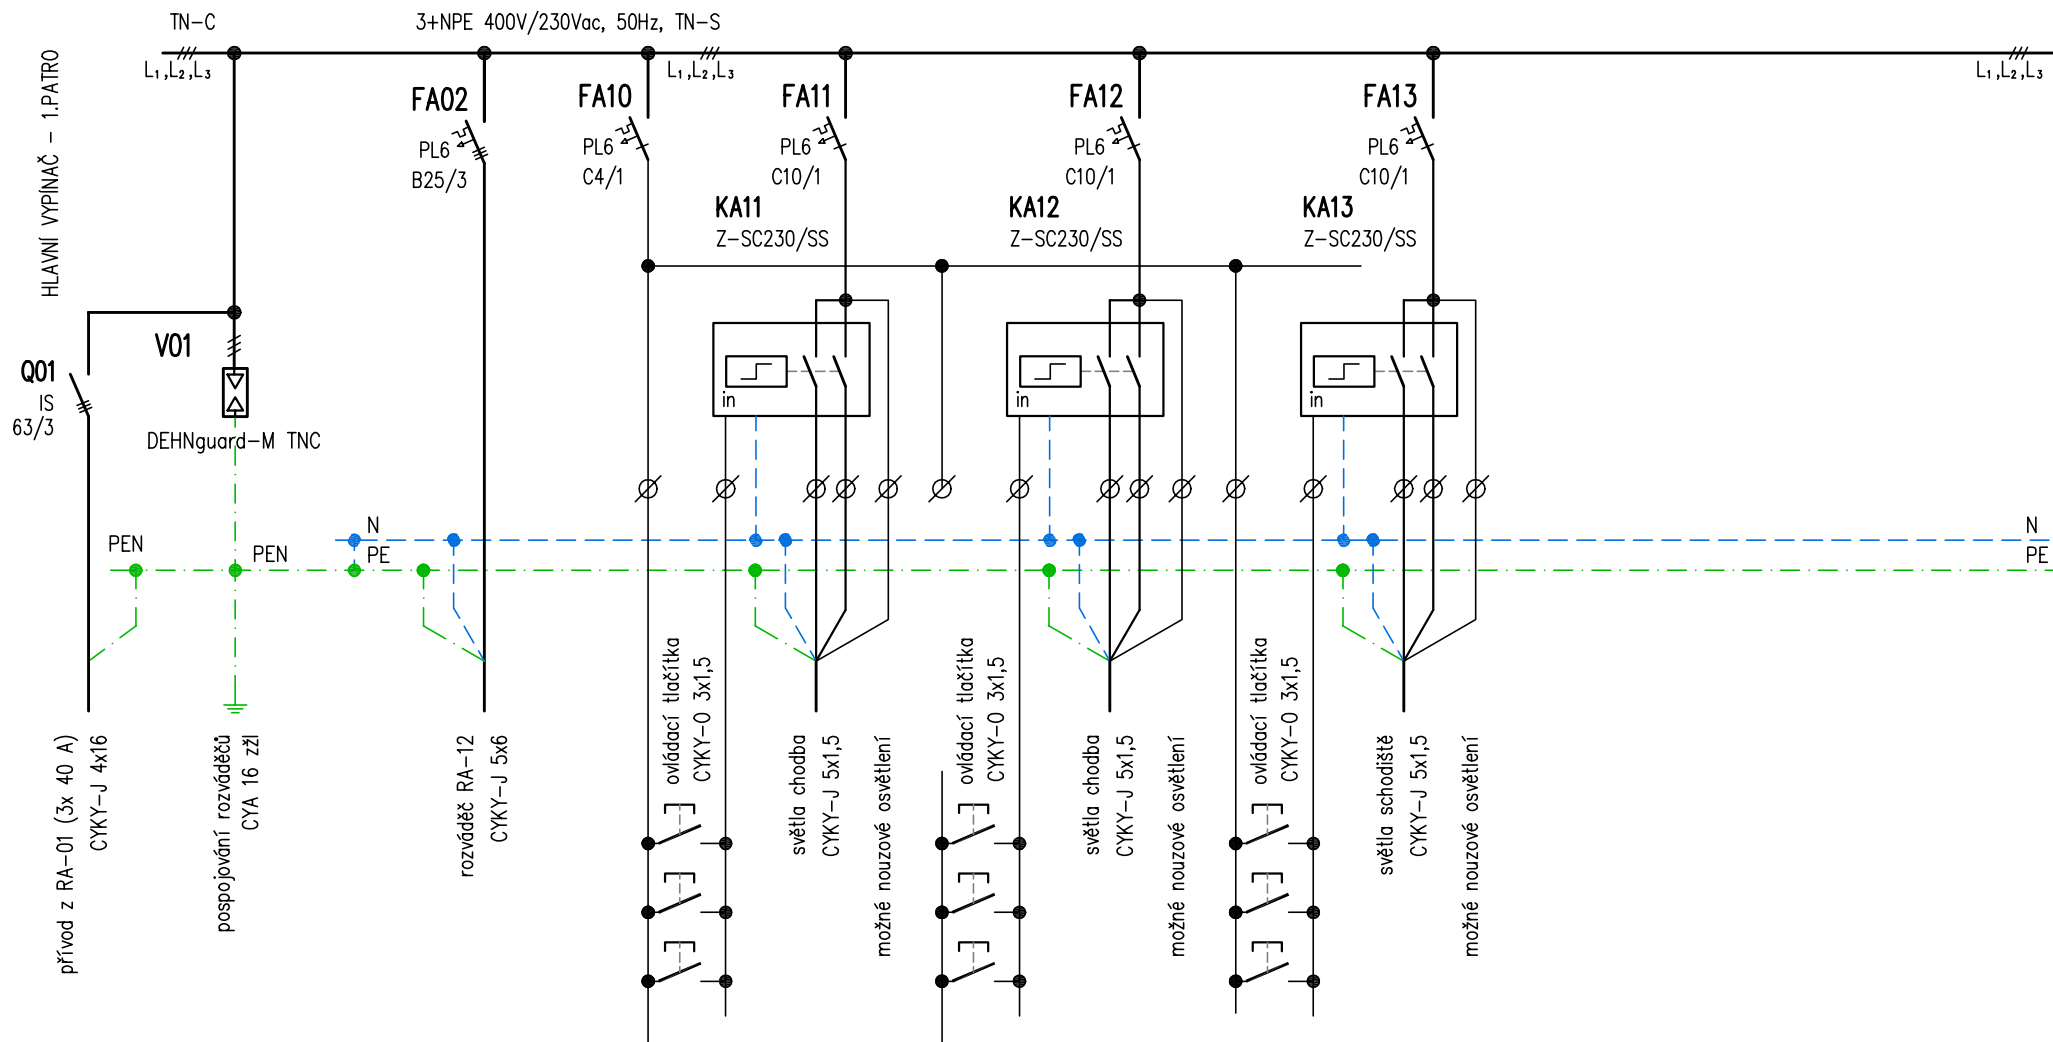 TN-C
3+NPE 400V/230Vac, 50Hz, TN-S
L1,L2,L3
L1,L2,L3
L1,L2,L3
HLAVNÍ VYPÍNAČ - 1.PATRO
FA02
PL6
B25/3
FA10
PL6
C4/1
FA11
PL6
C10/1
FA12
PL6
C10/1
FA13
PL6
C10/1
KA11
Z-SC230/SS
KA12
Z-SC230/SS
KA13
Z-SC230/SS
V01
Q01
IS
63/3
in
in
in
DEHNguard-M TNC
PEN
PEN
N
PE
N
PE
přívod z RA-01 (3x 40 A)
CYKY-J 4x16
pospojování rozváděčů
CYA 16 zžl
rozváděč RA-12
CYKY-J 5x6
ovládací tlačítka
CYKY-O 3x1,5
světla chodba
CYKY-J 5x1,5
možné nouzové osvětlení
ovládací tlačítka
CYKY-O 3x1,5
světla chodba
CYKY-J 5x1,5
možné nouzové osvětlení
ovládací tlačítka
CYKY-O 3x1,5
světla schodiště
CYKY-J 5x1,5
možné nouzové osvětlení